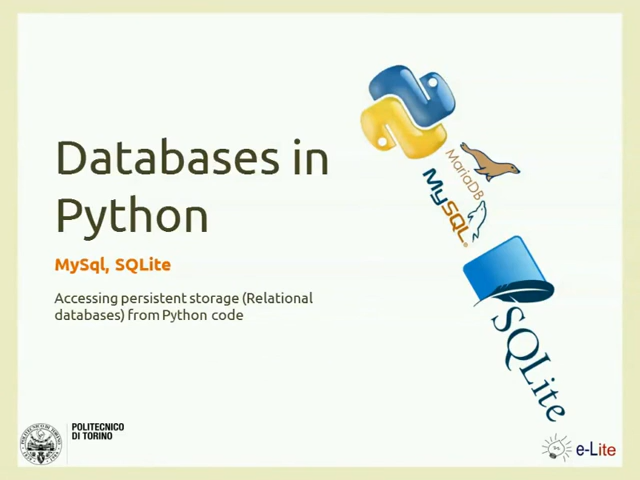 Databases in
Python
MySql, SQLite
Accessing persistent storage (Relational
databases) from Python code
MariaDB
MySQL
SQLite
POLITECNICO
DI TORINO
e-Lite